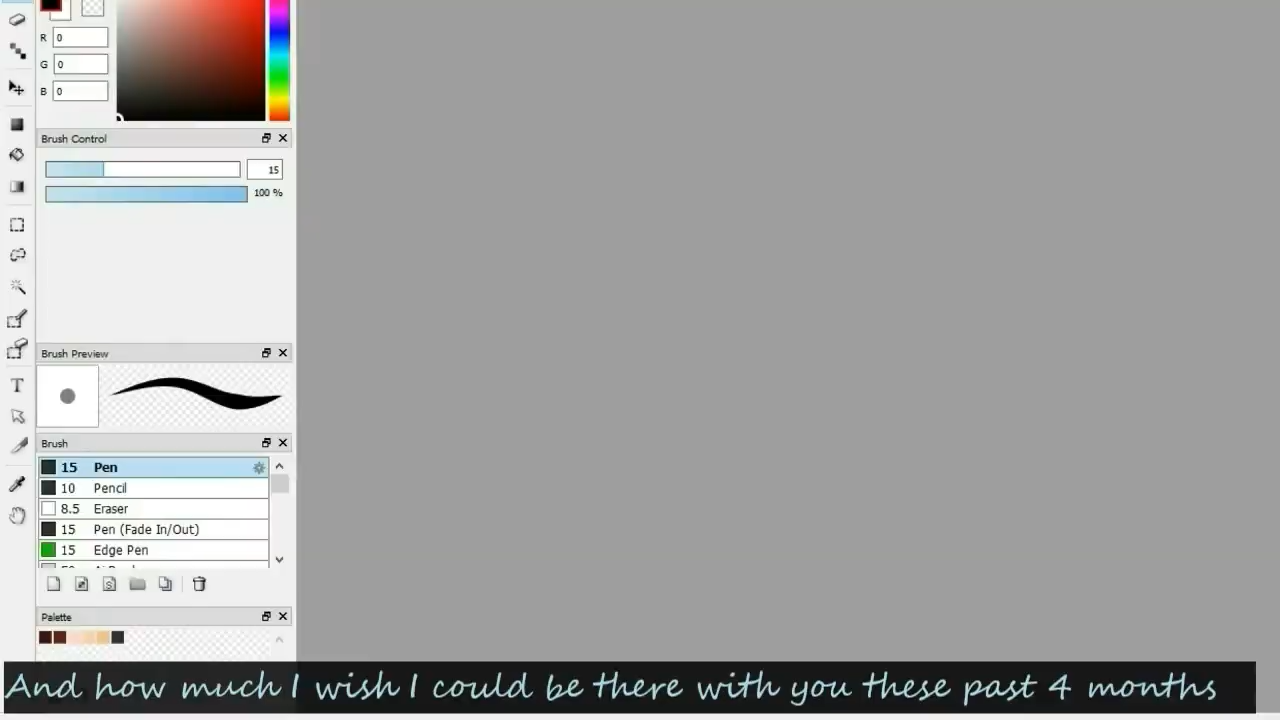 R 0
G 0
B 0
Brush Control
15
100 %
Brush Preview
T
Brush
15 Pen
10 Pencil
8.5 Eraser
15 Pen (Fade In/Out)
15 Edge Pen
Palette
And how much I wish I could be there with you these past 4 months